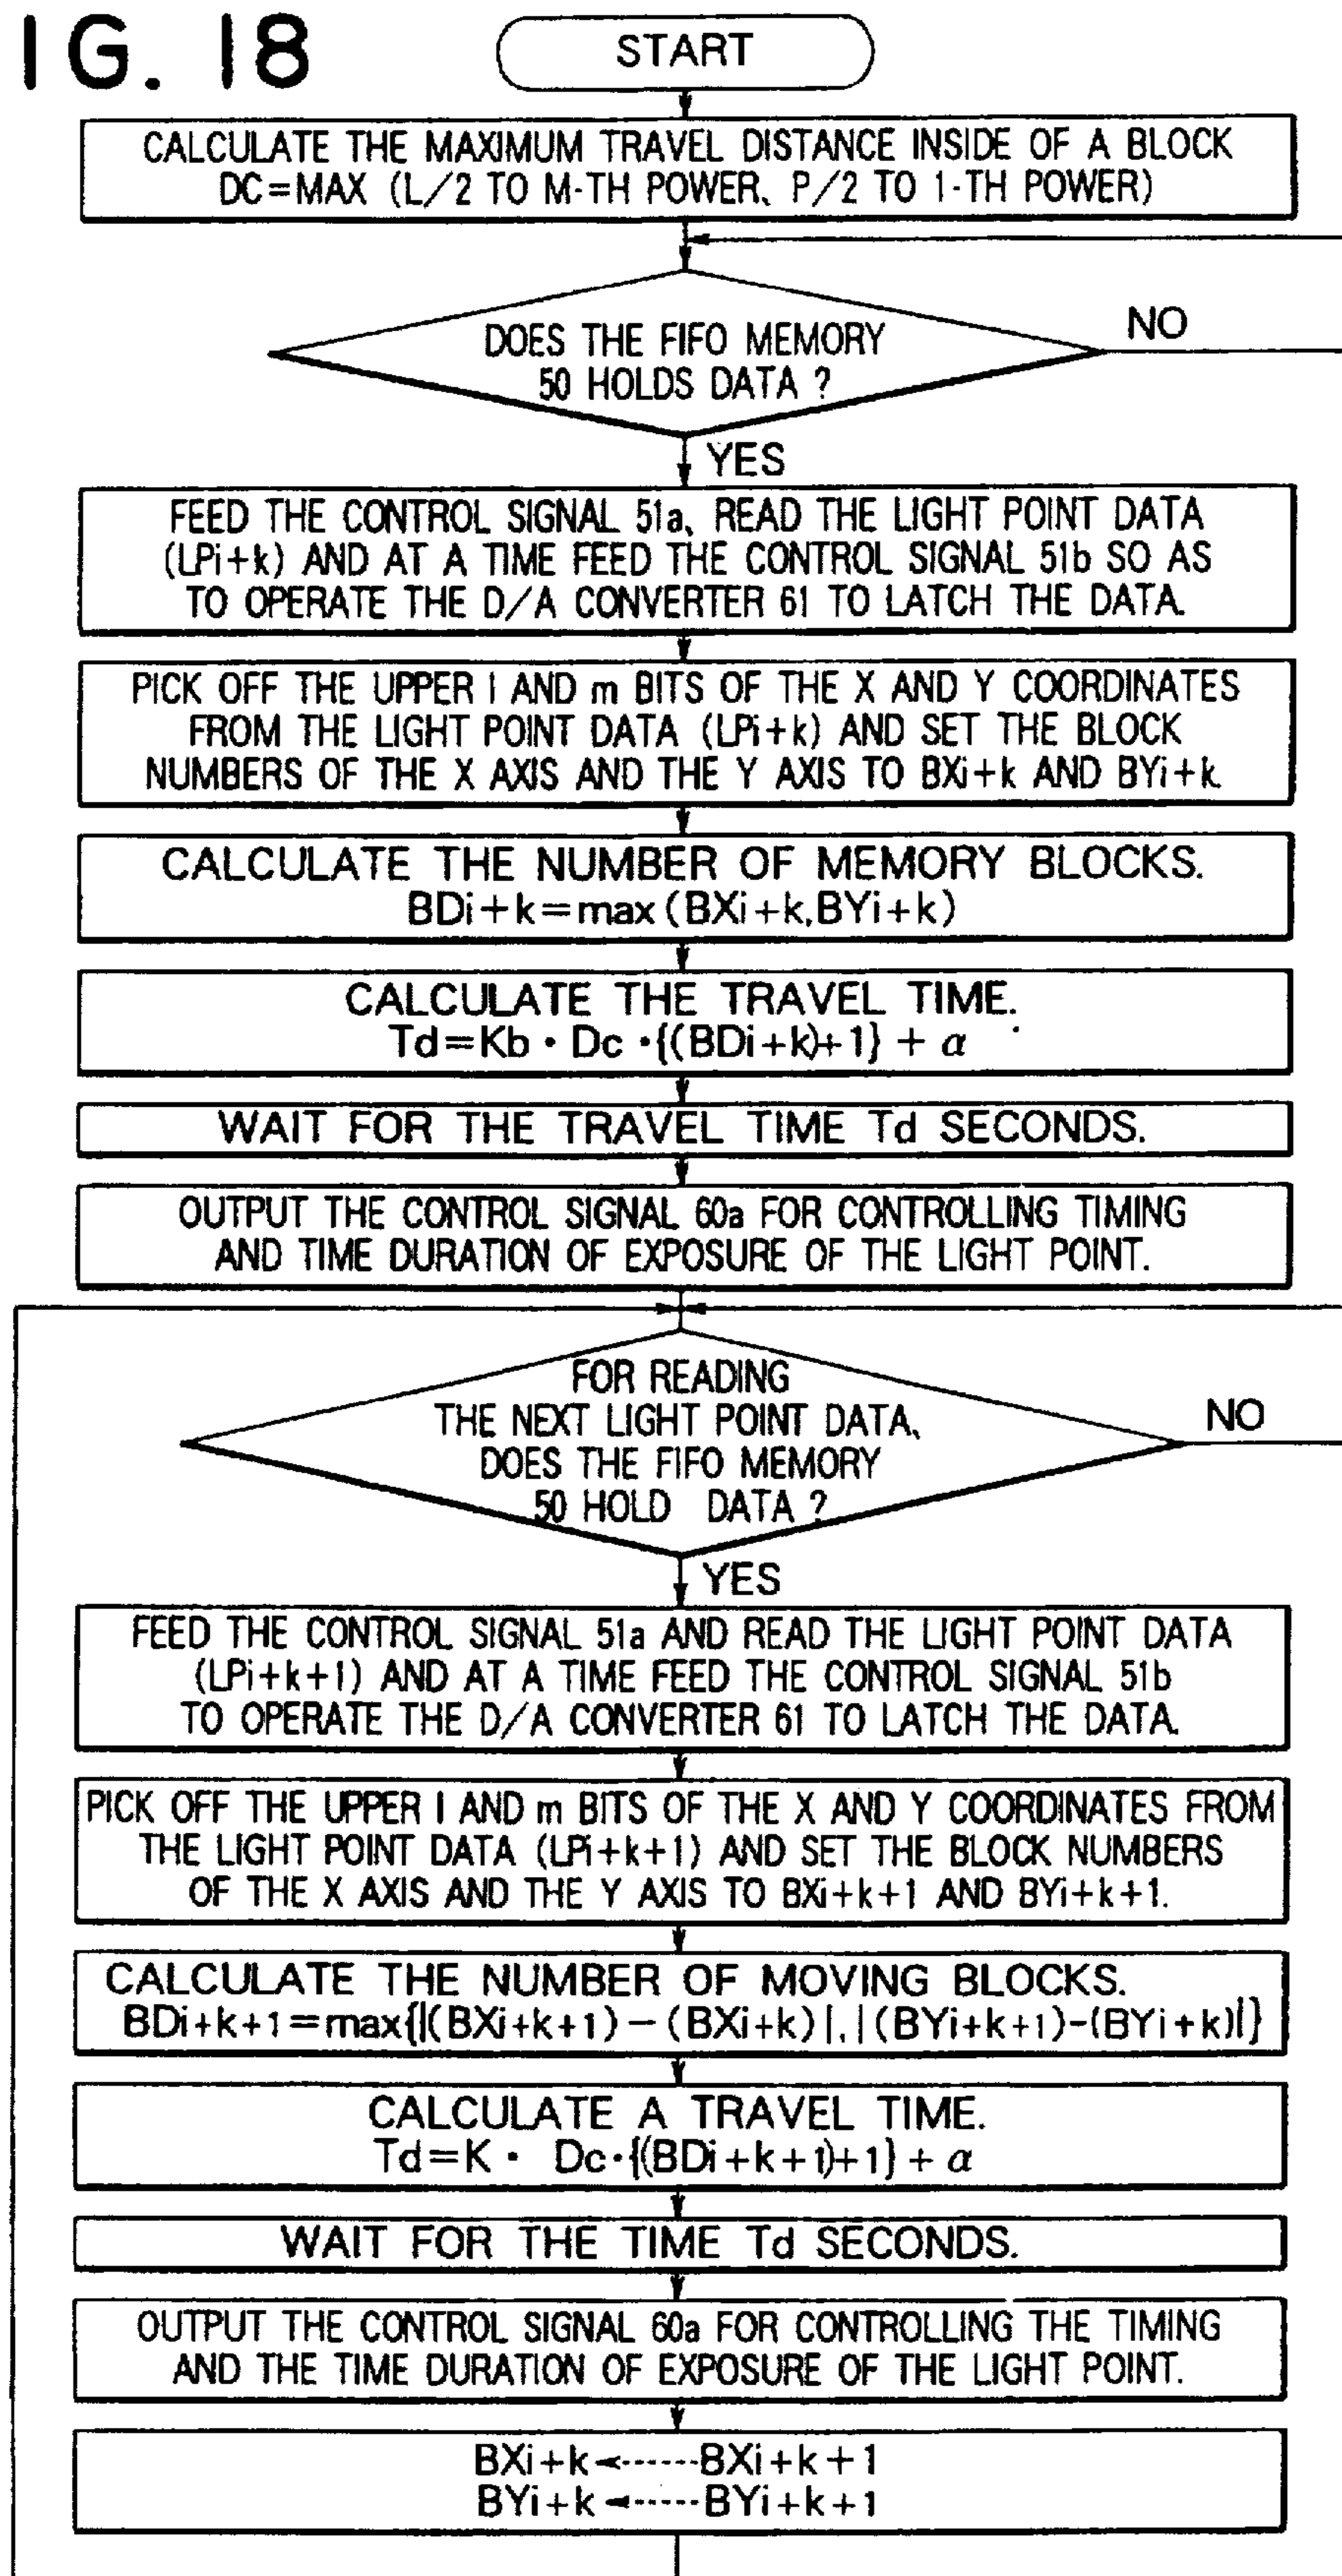 IG. 18
START
CALCULATE THE MAXIMUM TRAVEL DISTANCE INSIDE OF A BLOCK
DC=MAX (L/2 TO M-TH POWER, P/2 TO 1-TH POWER)
DOES THE FIFO MEMORY
50 HOLDS DATA ?
NO
YES
FEED THE CONTROL SIGNAL 51a, READ THE LIGHT POINT DATA
(LPi+k) AND AT A TIME FEED THE CONTROL SIGNAL 51b SO AS
TO OPERATE THE D/A CONVERTER 61 TO LATCH THE DATA.
PICK OFF THE UPPER l AND m BITS OF THE X AND Y COORDINATES
FROM THE LIGHT POINT DATA (LPi+k) AND SET THE BLOCK
NUMBERS OF THE X AXIS AND THE Y AXIS TO BXi+k AND BYi+k.
CALCULATE THE NUMBER OF MEMORY BLOCKS.
BDi+k=max(BXi+k,BYi+k)
CALCULATE THE TRAVEL TIME.
Td=Kb・Dc・{(BDi+k)+1} + α
WAIT FOR THE TRAVEL TIME Td SECONDS.
OUTPUT THE CONTROL SIGNAL 60a FOR CONTROLLING TIMING
AND TIME DURATION OF EXPOSURE OF THE LIGHT POINT.
FOR READING
THE NEXT LIGHT POINT DATA,
DOES THE FIFO MEMORY
50 HOLD DATA ?
NO
YES
FEED THE CONTROL SIGNAL 51a AND READ THE LIGHT POINT DATA
(LPi+k+1) AND AT A TIME FEED THE CONTROL SIGNAL 51b
TO OPERATE THE D/A CONVERTER 61 TO LATCH THE DATA.
PICK OFF THE UPPER l AND m BITS OF THE X AND Y COORDINATES FROM
THE LIGHT POINT DATA (LPi+k+1) AND SET THE BLOCK NUMBERS
OF THE X AXIS AND THE Y AXIS TO BXi+k+1 AND BYi+k+1.
CALCULATE THE NUMBER OF MOVING BLOCKS.
BDi+k+1=max{|(BXi+k+1)-(BXi+k)|,|(BYi+k+1)-(BYi+k)|}
CALCULATE A TRAVEL TIME.
Td=K・ Dc・{(BDi+k+1)+1} + α
WAIT FOR THE TIME Td SECONDS.
OUTPUT THE CONTROL SIGNAL 60a FOR CONTROLLING THE TIMING
AND THE TIME DURATION OF EXPOSURE OF THE LIGHT POINT.
BXi+k◄------BXi+k+1
BYi+k◄------BYi+k+1